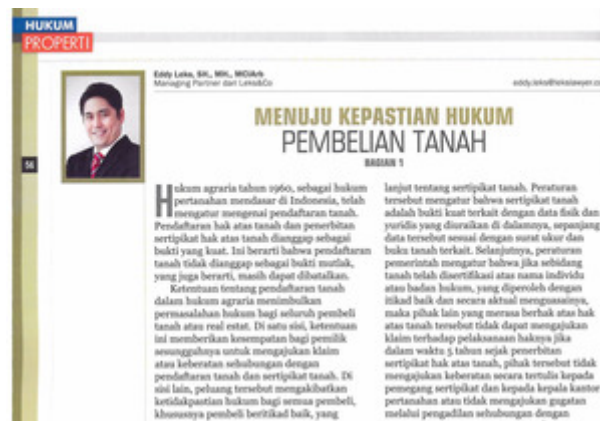 HUKUM
PROPERTI
Eddy Leks, SH., MH., MCIArb
Managing Partner dari Leks&Co
eddy.leks@lekslawyer.co
56
MENUJU KEPASTIAN HUKUM
PEMBELIAN TANAH
BAGIAN 1
Hukum agraria tahun 1960, sebagai hukum
pertanahan mendasar di Indonesia, telah
mengatur mengenai pendaftaran tanah.
Pendaftaran hak atas tanah dan penerbitan
sertipikat hak atas tanah dianggap sebagai
bukti yang kuat. Ini berarti bahwa pendaftaran
tanah tidak dianggap sebagai bukti mutlak,
yang juga berarti, masih dapat dibatalkan.
Ketentuan tentang pendaftaran tanah
dalam hukum agraria menimbulkan
permasalahan hukum bagi seluruh pembeli
tanah atau real estat. Di satu sisi, ketentuan
ini memberikan kesempatan bagi pemilik
sesungguhnya untuk mengajukan klaim
atau keberatan sehubungan dengan
pendaftaran tanah dan sertipikat tanah. Di
sisi lain, peluang tersebut mengakibatkan
ketidakpastian hukum bagi semua pembeli,
khususnya pembeli beritikad baik, yang
lanjut tentang sertipikat tanah. Peraturan
tersebut mengatur bahwa sertipikat tanah
adalah bukti kuat terkait dengan data fisik dan
yuridis yang diuraikan di dalamnya, sepanjang
data tersebut sesuai dengan surat ukur dan
buku tanah terkait. Selanjutnya, peraturan
pemerintah mengatur bahwa jika sebidang
tanah telah disertifikasi atas nama individu
atau badan hukum, yang diperoleh dengan
itikad baik dan secara aktual menguasainya,
maka pihak lain yang merasa berhak atas hak
atas tanah tersebut tidak dapat mengajukan
klaim terhadap pelaksanaan haknya jika
dalam waktu 5 tahun sejak penerbitan
sertipikat hak atas tanah, pihak tersebut tidak
mengajukan keberatan secara tertulis kepada
pemegang sertipikat dan kepada kepala kantor
pertanahan atau tidak mengajukan gugatan
melalui pengadilan sehubungan dengan